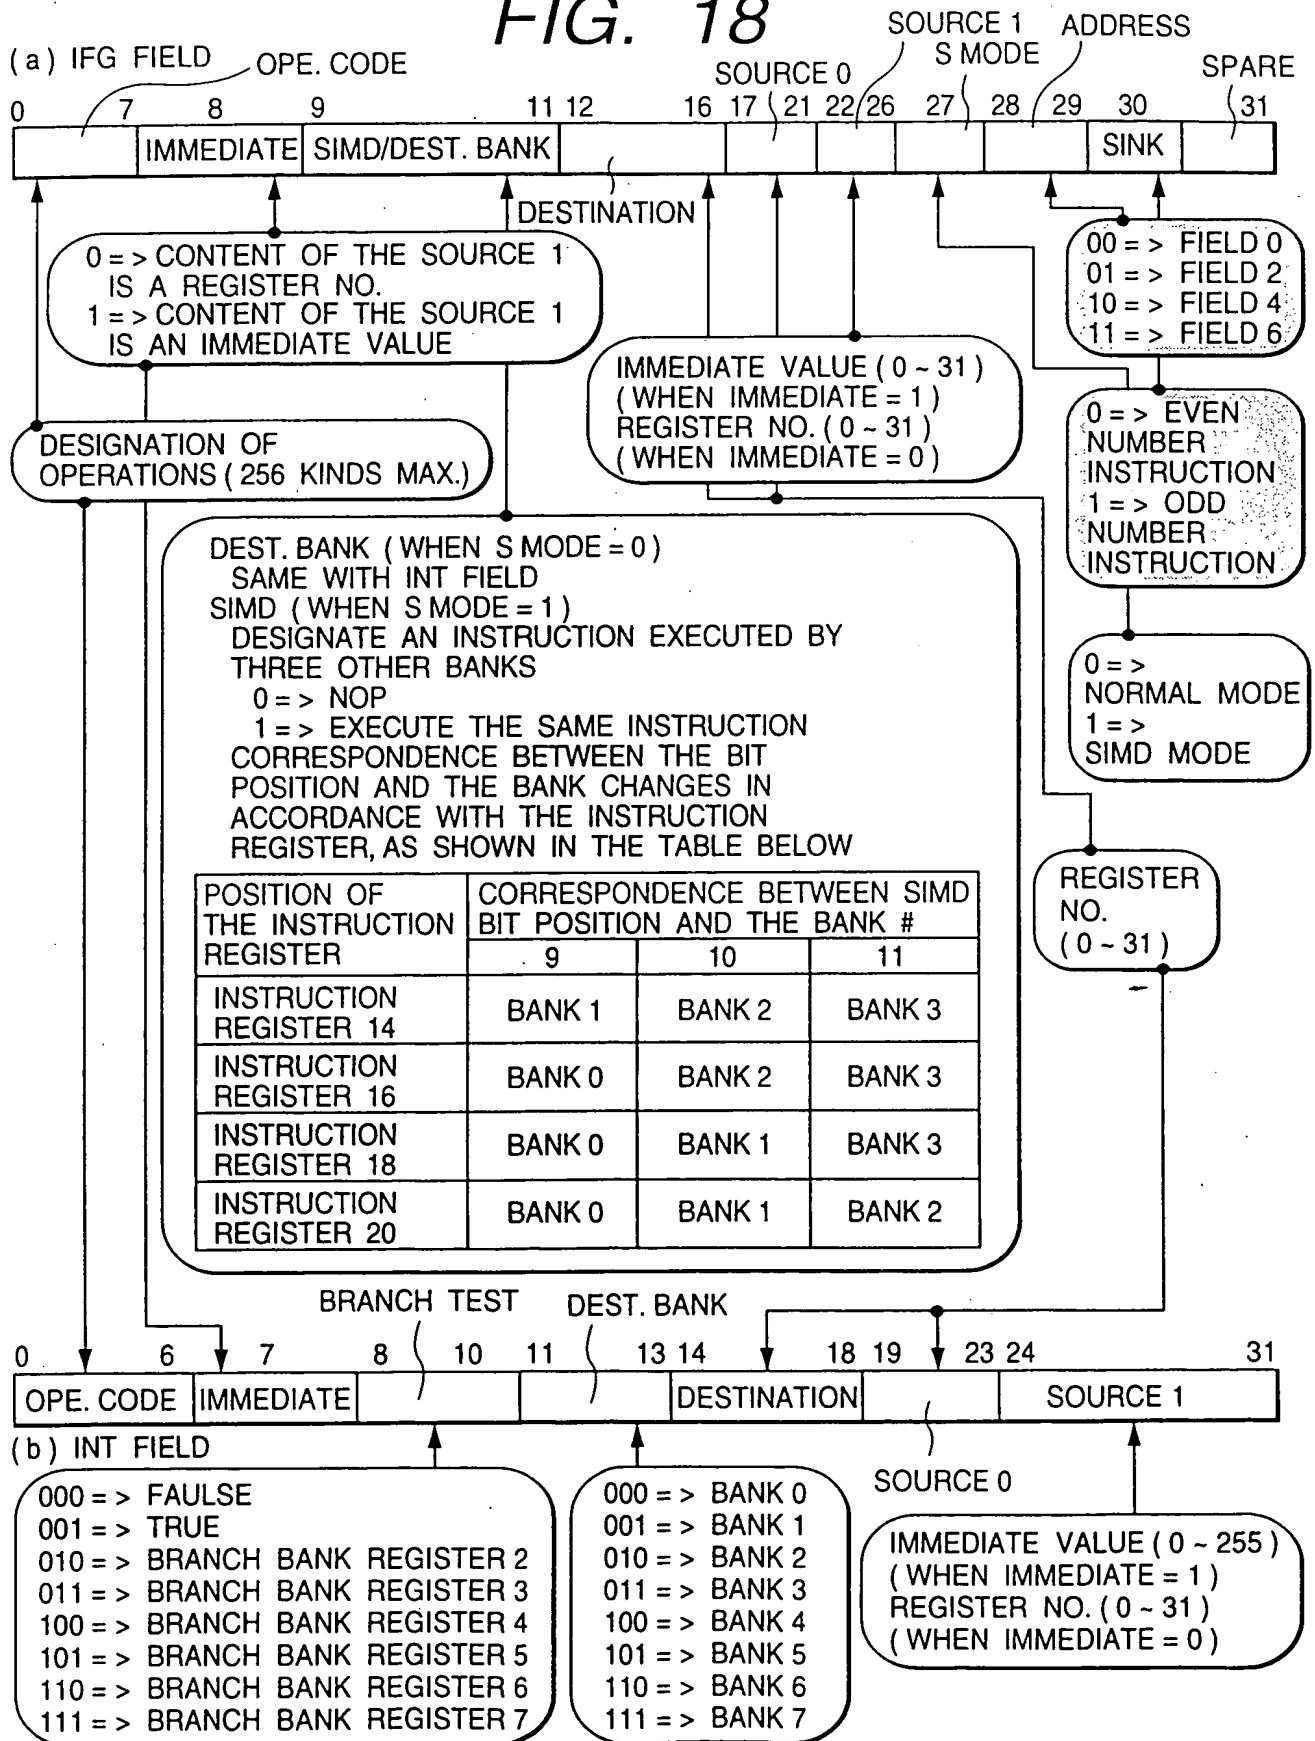 FIG. 18
(a) IFG FIELD
OPE. CODE
SOURCE 0
SOURCE 1
S MODE
ADDRESS
SPARE
0 7 8 9 11 12 16 17 21 22 26 27 28 29 30 31
IMMEDIATE SIMD/DEST. BANK SINK
DESTINATION
0 = > CONTENT OF THE SOURCE 1
IS A REGISTER NO.
1 = > CONTENT OF THE SOURCE 1
IS AN IMMEDIATE VALUE
00 = > FIELD 0
01 = > FIELD 2
10 = > FIELD 4
11 = > FIELD 6
IMMEDIATE VALUE ( 0 ~ 31 )
( WHEN IMMEDIATE = 1 )
REGISTER NO. ( 0 ~ 31 )
( WHEN IMMEDIATE = 0 )
0 = > EVEN
NUMBER
INSTRUCTION
1 = > ODD
NUMBER
INSTRUCTION
DESIGNATION OF
OPERATIONS ( 256 KINDS MAX. )
DEST. BANK ( WHEN S MODE = 0 )
SAME WITH INT FIELD
SIMD ( WHEN S MODE = 1 )
DESIGNATE AN INSTRUCTION EXECUTED BY
THREE OTHER BANKS
0 = > NOP
1 = > EXECUTE THE SAME INSTRUCTION
CORRESPONDENCE BETWEEN THE BIT
POSITION AND THE BANK CHANGES IN
ACCORDANCE WITH THE INSTRUCTION
REGISTER, AS SHOWN IN THE TABLE BELOW
0 = >
NORMAL MODE
1 = >
SIMD MODE
REGISTER
NO.
( 0 ~ 31 )
POSITION OF
THE INSTRUCTION
REGISTER
CORRESPONDENCE BETWEEN SIMD
BIT POSITION AND THE BANK #
9 10 11
INSTRUCTION
REGISTER 14
BANK 1 BANK 2 BANK 3
INSTRUCTION
REGISTER 16
BANK 0 BANK 2 BANK 3
INSTRUCTION
REGISTER 18
BANK 0 BANK 1 BANK 3
INSTRUCTION
REGISTER 20
BANK 0 BANK 1 BANK 2
BRANCH TEST
DEST. BANK
0 6 7 8 10 11 13 14 18 19 23 24 31
OPE. CODE IMMEDIATE DESTINATION SOURCE 1
(b) INT FIELD
SOURCE 0
000 = > FAULSE
001 = > TRUE
010 = > BRANCH BANK REGISTER 2
011 = > BRANCH BANK REGISTER 3
100 = > BRANCH BANK REGISTER 4
101 = > BRANCH BANK REGISTER 5
110 = > BRANCH BANK REGISTER 6
111 = > BRANCH BANK REGISTER 7
000 = > BANK 0
001 = > BANK 1
010 = > BANK 2
011 = > BANK 3
100 = > BANK 4
101 = > BANK 5
110 = > BANK 6
111 = > BANK 7
IMMEDIATE VALUE ( 0 ~ 255 )
( WHEN IMMEDIATE = 1 )
REGISTER NO. ( 0 ~ 31 )
( WHEN IMMEDIATE = 0 )